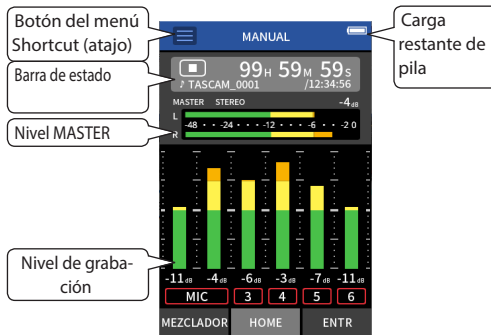 Botón del menú
Shortcut (atajo)
Barra de estado
Nivel MASTER
Nivel de graba-
ción
Carga
restante de
pila
MANUAL
99H 59M 59S
♪ TASCAM_0001 /12:34:56
MASTER STEREO -4dB
L
-48 · · -24 · · · -12 · · · -6 · · -2 0
R
-11dB -4dB -6dB -3dB -7dB -11dB
MIC 3 4 5 6
MEZCLADOR HOME ENTR